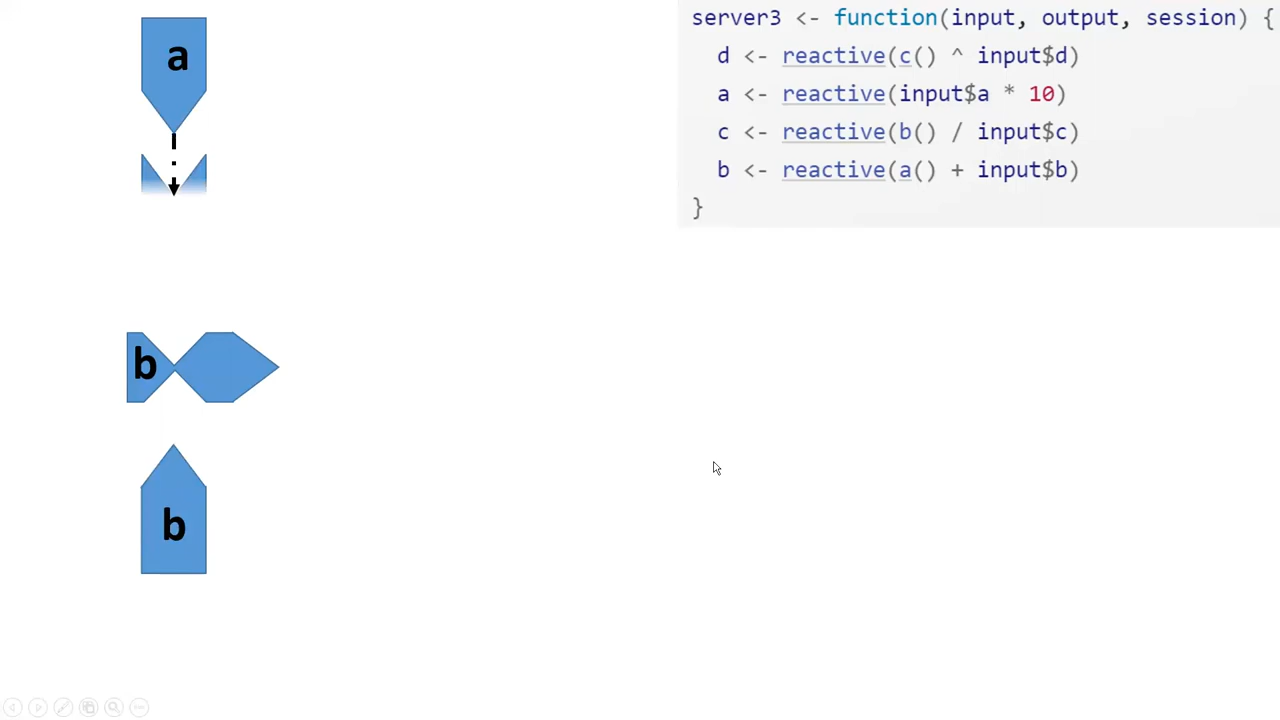 a
b
b
server3 <- function(input, output, session) {
  d <- reactive(c() ^ input$d)
  a <- reactive(input$a * 10)
  c <- reactive(b() / input$c)
  b <- reactive(a() + input$b)
}